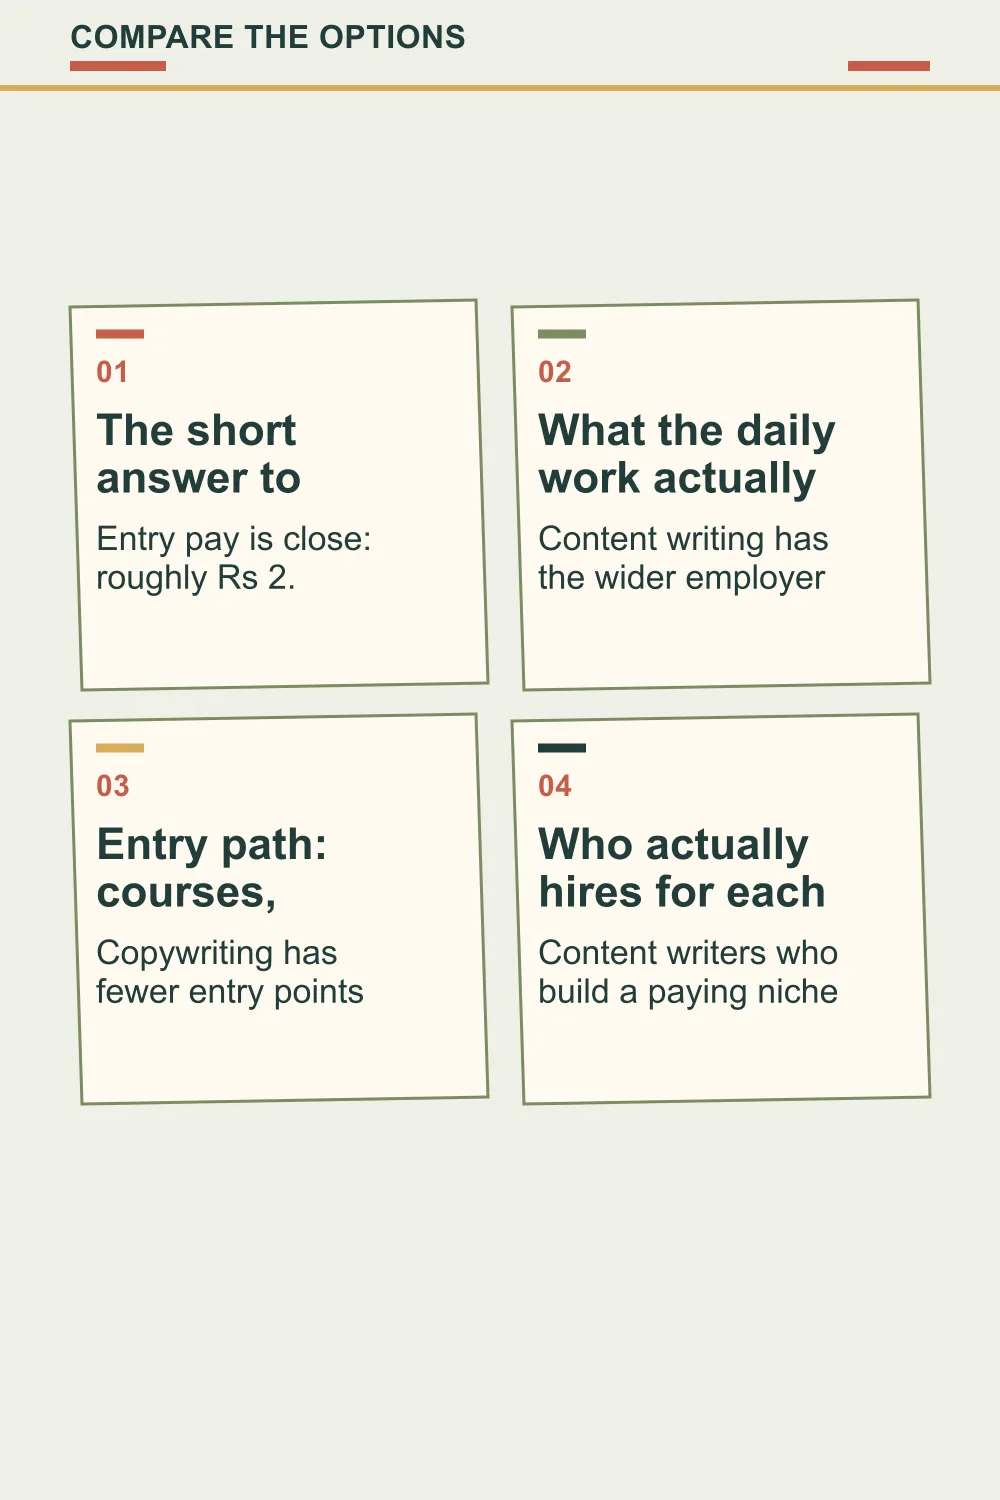 COMPARE THE OPTIONS
01
The short
answer to
Entry pay is close:
roughly Rs 2.
02
What the daily
work actually
Content writing has
the wider employer
03
Entry path:
courses,
Copywriting has
fewer entry points
04
Who actually
hires for each
Content writers who
build a paying niche